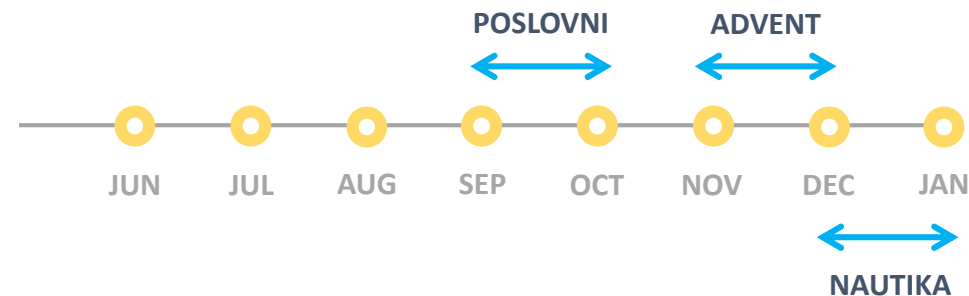 POSLOVNI ADVENT
JUN JUL AUG SEP OCT NOV DEC JAN
NAUTIKA